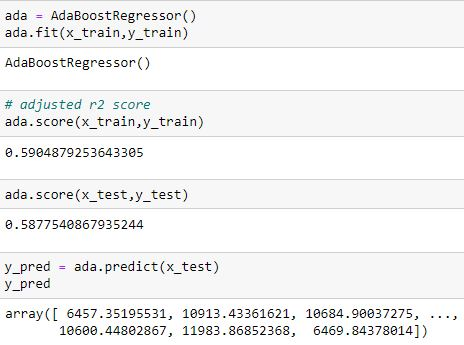 ada = AdaBoostRegressor()
ada.fit(x_train,y_train)
AdaBoostRegressor()
# adjusted r2 score
ada.score(x_train,y_train)
0.5904879253643305
ada.score(x_test,y_test)
0.5877540867935244
y_pred = ada.predict(x_test)
y_pred
array([ 6457.35195531, 10913.43361621, 10684.90037275, ...,
10600.44802867, 11983.86852368,  6469.84378014])